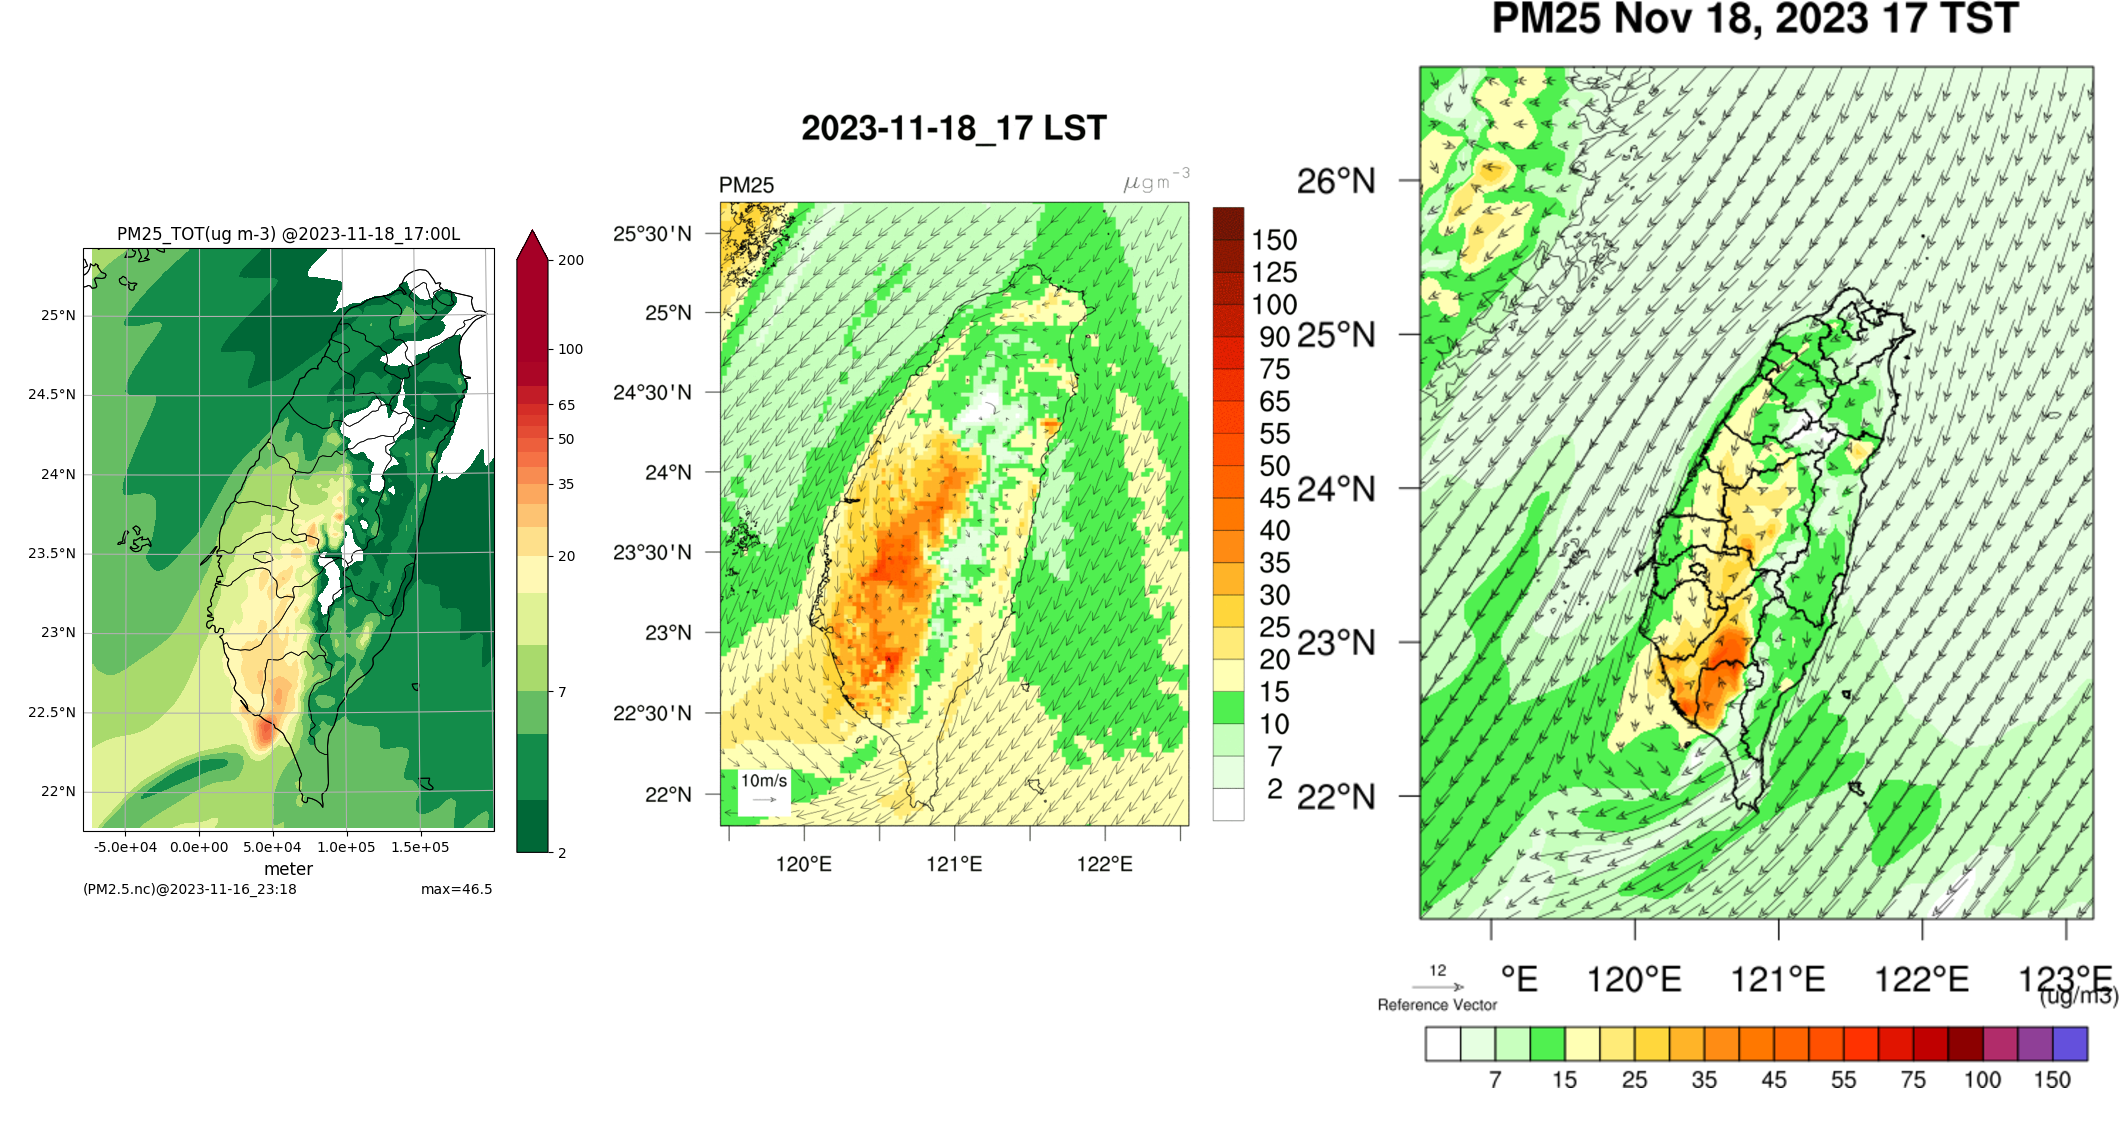 PM25_TOT(ug m-3) @2023-11-18_17:00L
25°N
24.5°N
24°N
23.5°N
23°N
22.5°N
22°N
-5.0e+04 0.0e+00 5.0e+04 1.0e+05 1.5e+05
meter
(PM2.5.nc)@2023-11-16_23:18 max=46.5
200
100
65
50
35
20
7
2
2023-11-18_17 LST
PM25 μgm⁻³
25°30'N
25°N
24°30'N
24°N
23°30'N
23°N
22°30'N
22°N
10m/s
120°E 121°E 122°E
150
125
100
90
75
65
55
50
45
40
35
30
25
20
15
10
7
2
PM25 Nov 18, 2023 17 TST
26°N
25°N
24°N
23°N
22°N
°E 120°E 121°E 122°E 123°E
12
Reference Vector
(ug/m3)
7 15 25 35 45 55 75 100 150